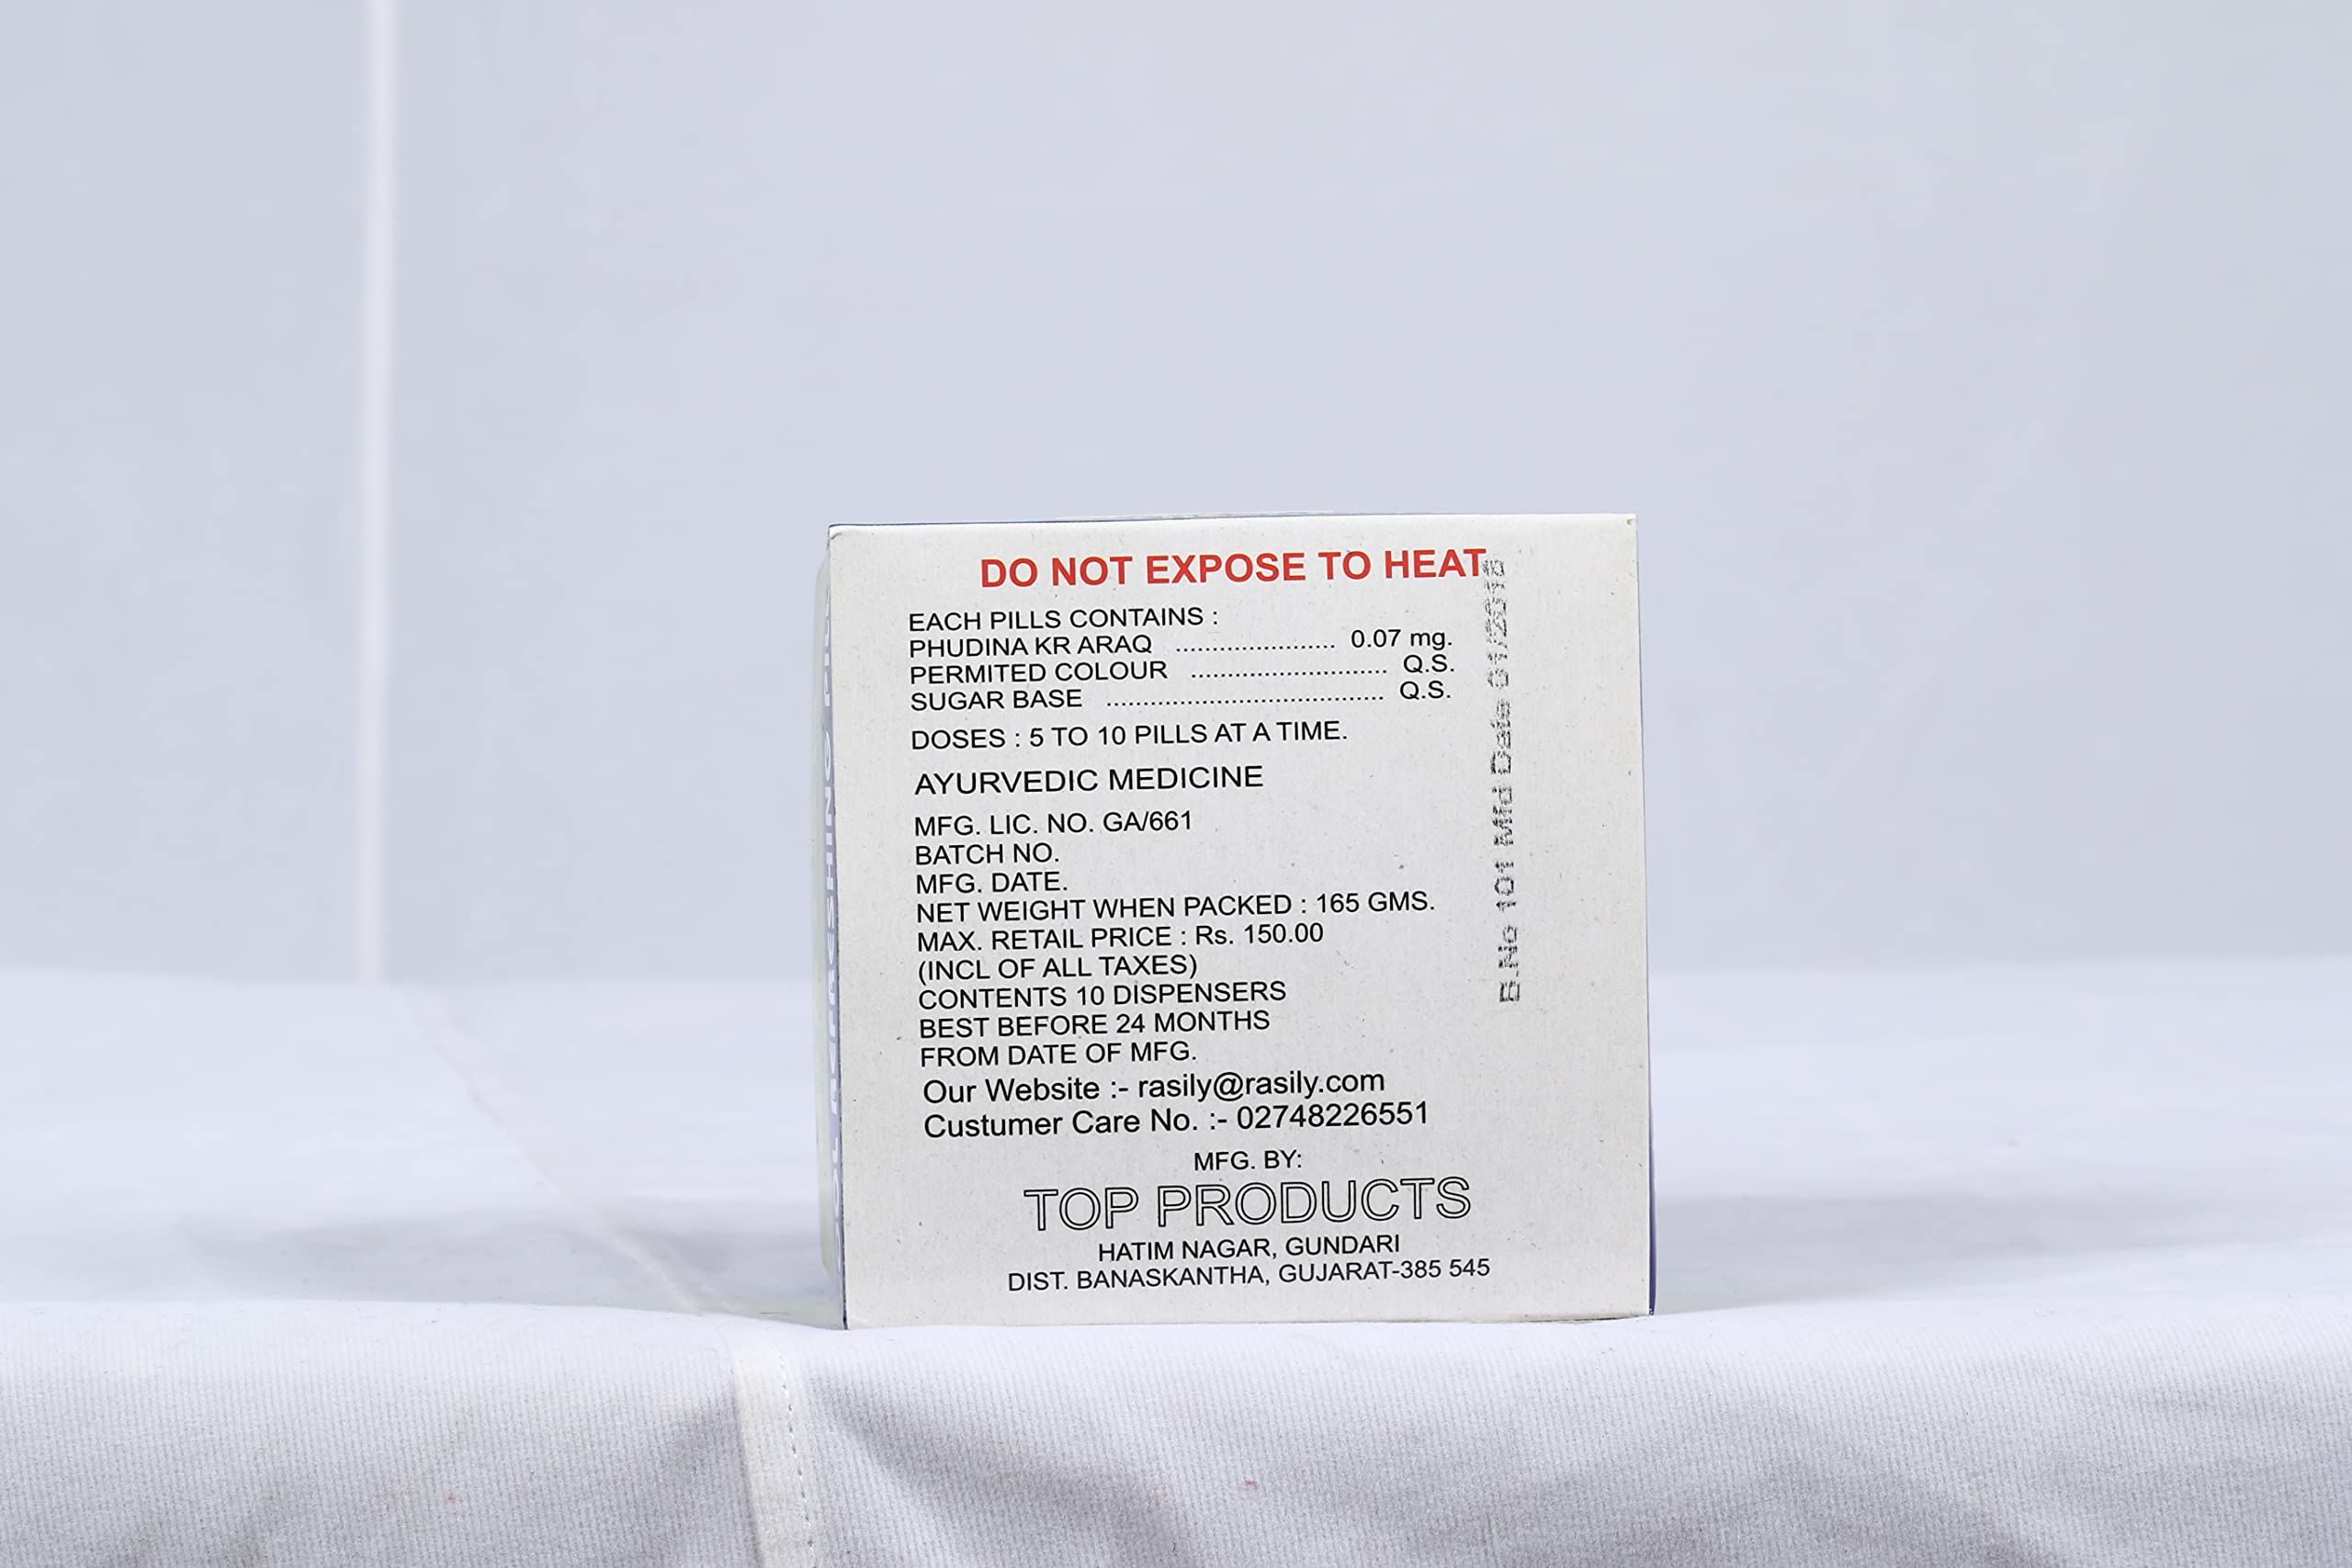 DO NOT EXPOSE TO HEAT
EACH PILLS CONTAINS :
PHUDINA KR ARAQ ...................... 0.07 mg.
PERMITED COLOUR ........................... Q.S.
SUGAR BASE ...................................... Q.S.
DOSES : 5 TO 10 PILLS AT A TIME.
AYURVEDIC MEDICINE
MFG. LIC. NO. GA/661
BATCH NO.
MFG. DATE.
NET WEIGHT WHEN PACKED : 165 GMS.
MAX. RETAIL PRICE : Rs. 150.00
(INCL OF ALL TAXES)
CONTENTS 10 DISPENSERS
BEST BEFORE 24 MONTHS
FROM DATE OF MFG.
Our Website :- rasily@rasily.com
Custumer Care No. :- 02748226551
MFG. BY:
TOP PRODUCTS
HATIM NAGAR, GUNDARI
DIST. BANASKANTHA, GUJARAT-385 545
B.No 101 Mfd Date